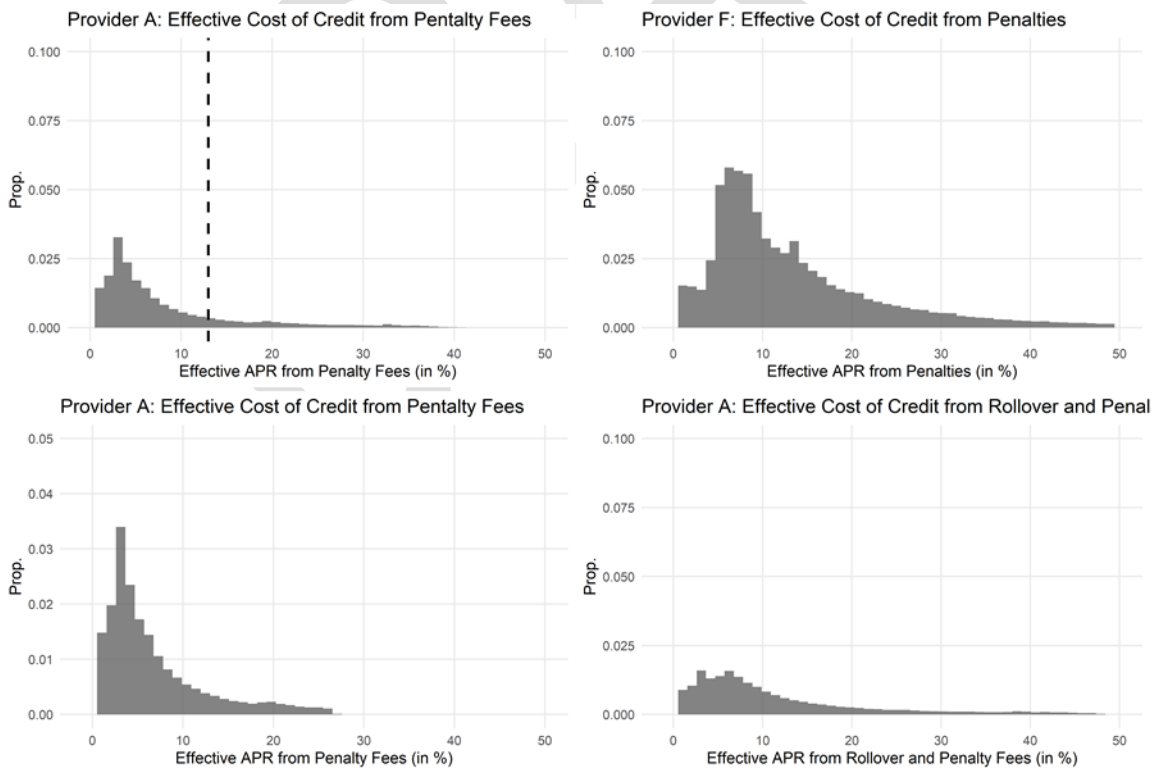 Provider A: Effective Cost of Credit from Pentalty Fees
0.100
0.075
0.050
0.025
0.000
Prop.
0 10 20 30 40 50
Effective APR from Penalty Fees (in %)
Provider F: Effective Cost of Credit from Penalties
0.100
0.075
0.050
0.025
0.000
Prop.
0 10 20 30 40 50
Effective APR from Penalties (in %)
Provider A: Effective Cost of Credit from Pentalty Fees
0.05
0.04
0.03
0.02
0.01
0.00
Prop.
0 10 20 30 40 50
Effective APR from Penalty Fees (in %)
Provider A: Effective Cost of Credit from Rollover and Penal
0.100
0.075
0.050
0.025
0.000
Prop.
0 10 20 30 40 50
Effective APR from Rollover and Penalty Fees (in %)